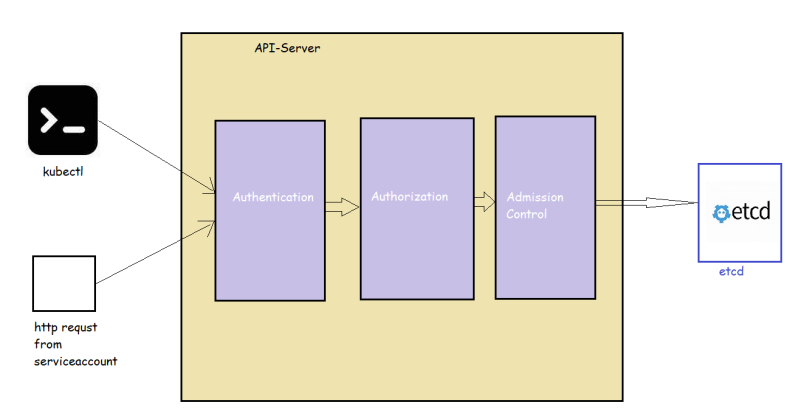 API-Server
kubectl
Authentication
Authorization
Admission
Control
etcd
etcd
http requst
from
serviceaccount